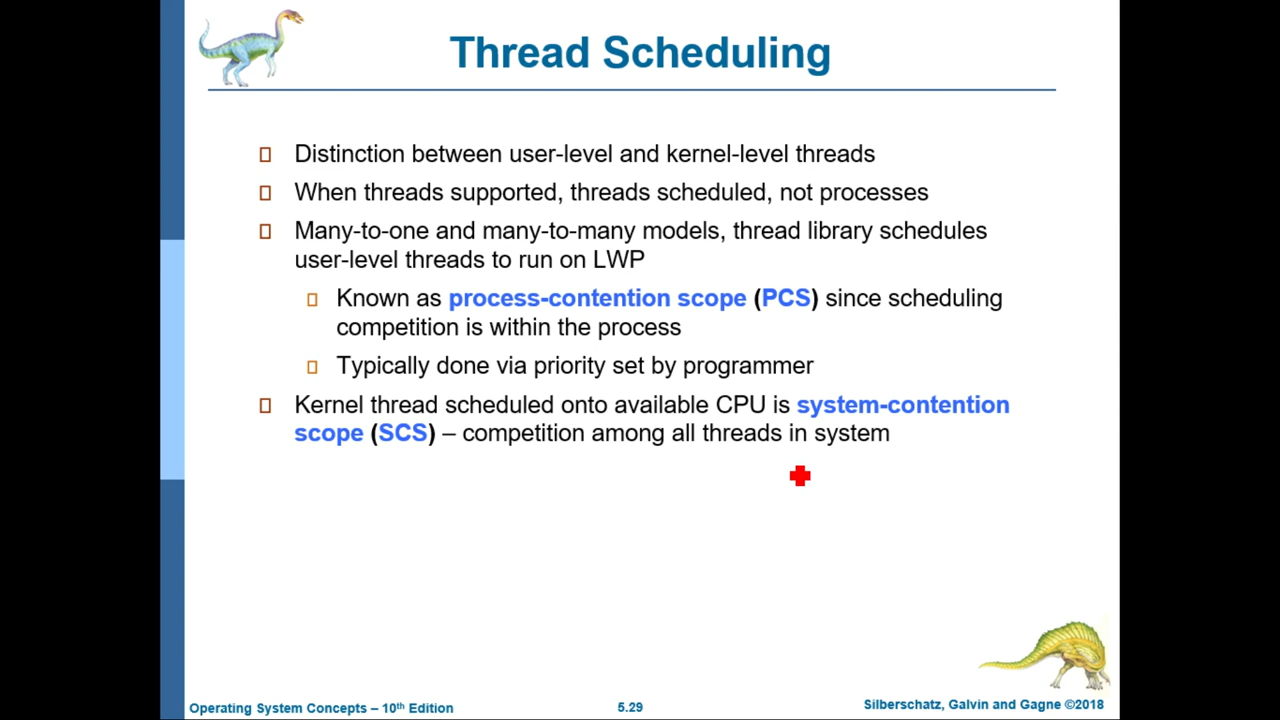 Thread Scheduling
Distinction between user-level and kernel-level threads
When threads supported, threads scheduled, not processes
Many-to-one and many-to-many models, thread library schedules
user-level threads to run on LWP
Known as process-contention scope (PCS) since scheduling
competition is within the process
Typically done via priority set by programmer
Kernel thread scheduled onto available CPU is system-contention
scope (SCS) – competition among all threads in system
Operating System Concepts – 10th Edition
5.29
Silberschatz, Galvin and Gagne ©2018